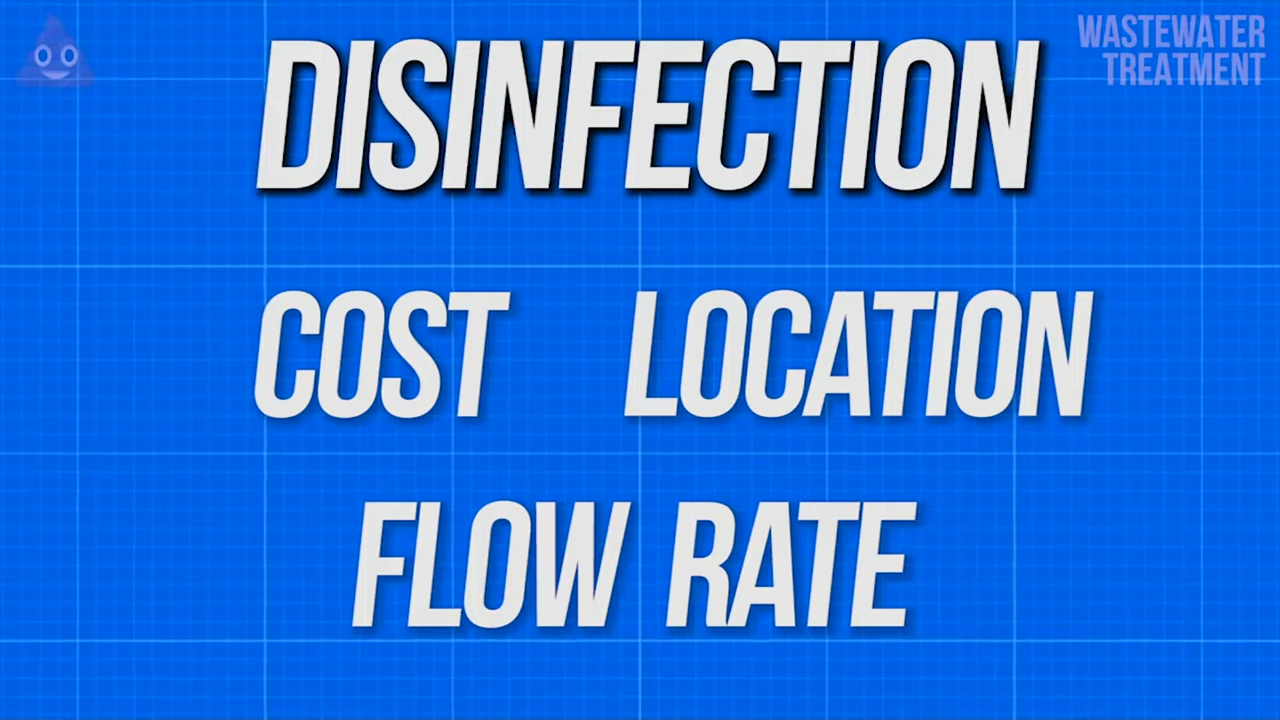 WASTEWATER
TREATMENT
DISINFECTION
COST LOCATION
FLOW RATE